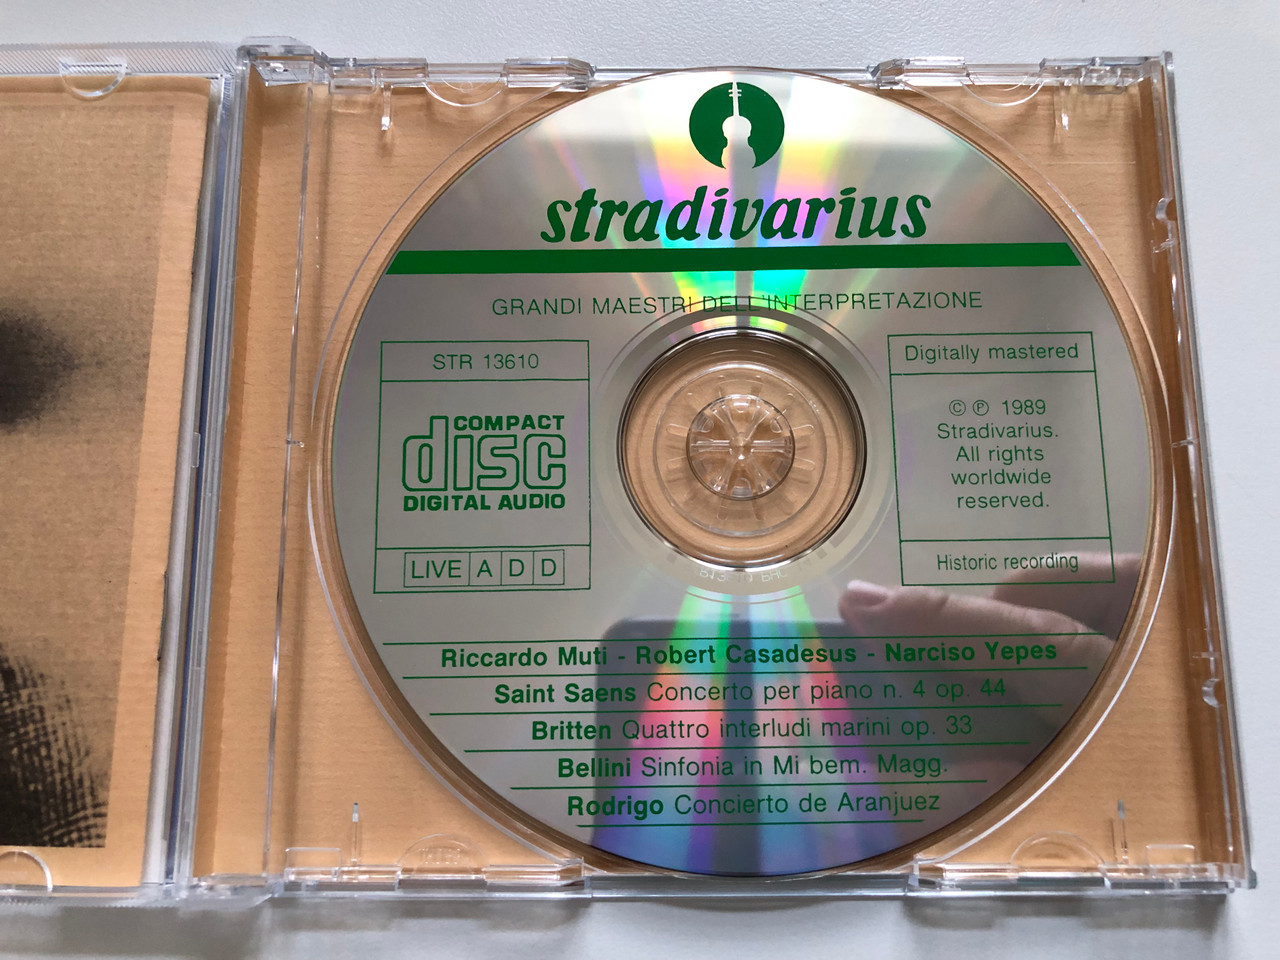 stradivarius
GRANDI MAESTRI DELL'INTERPRETAZIONE
STR 13610
COMPACT
disc
DIGITAL AUDIO
LIVE A D D
Digitally mastered
© ℗ 1989
Stradivarius.
All rights
worldwide
reserved.
Historic recording
Riccardo Muti - Robert Casadesus - Narciso Yepes
Saint Saens Concerto per piano n. 4 op. 44
Britten Quattro interludi marini op. 33
Bellini Sinfonia in Mi bem. Magg.
Rodrigo Concierto de Aranjuez